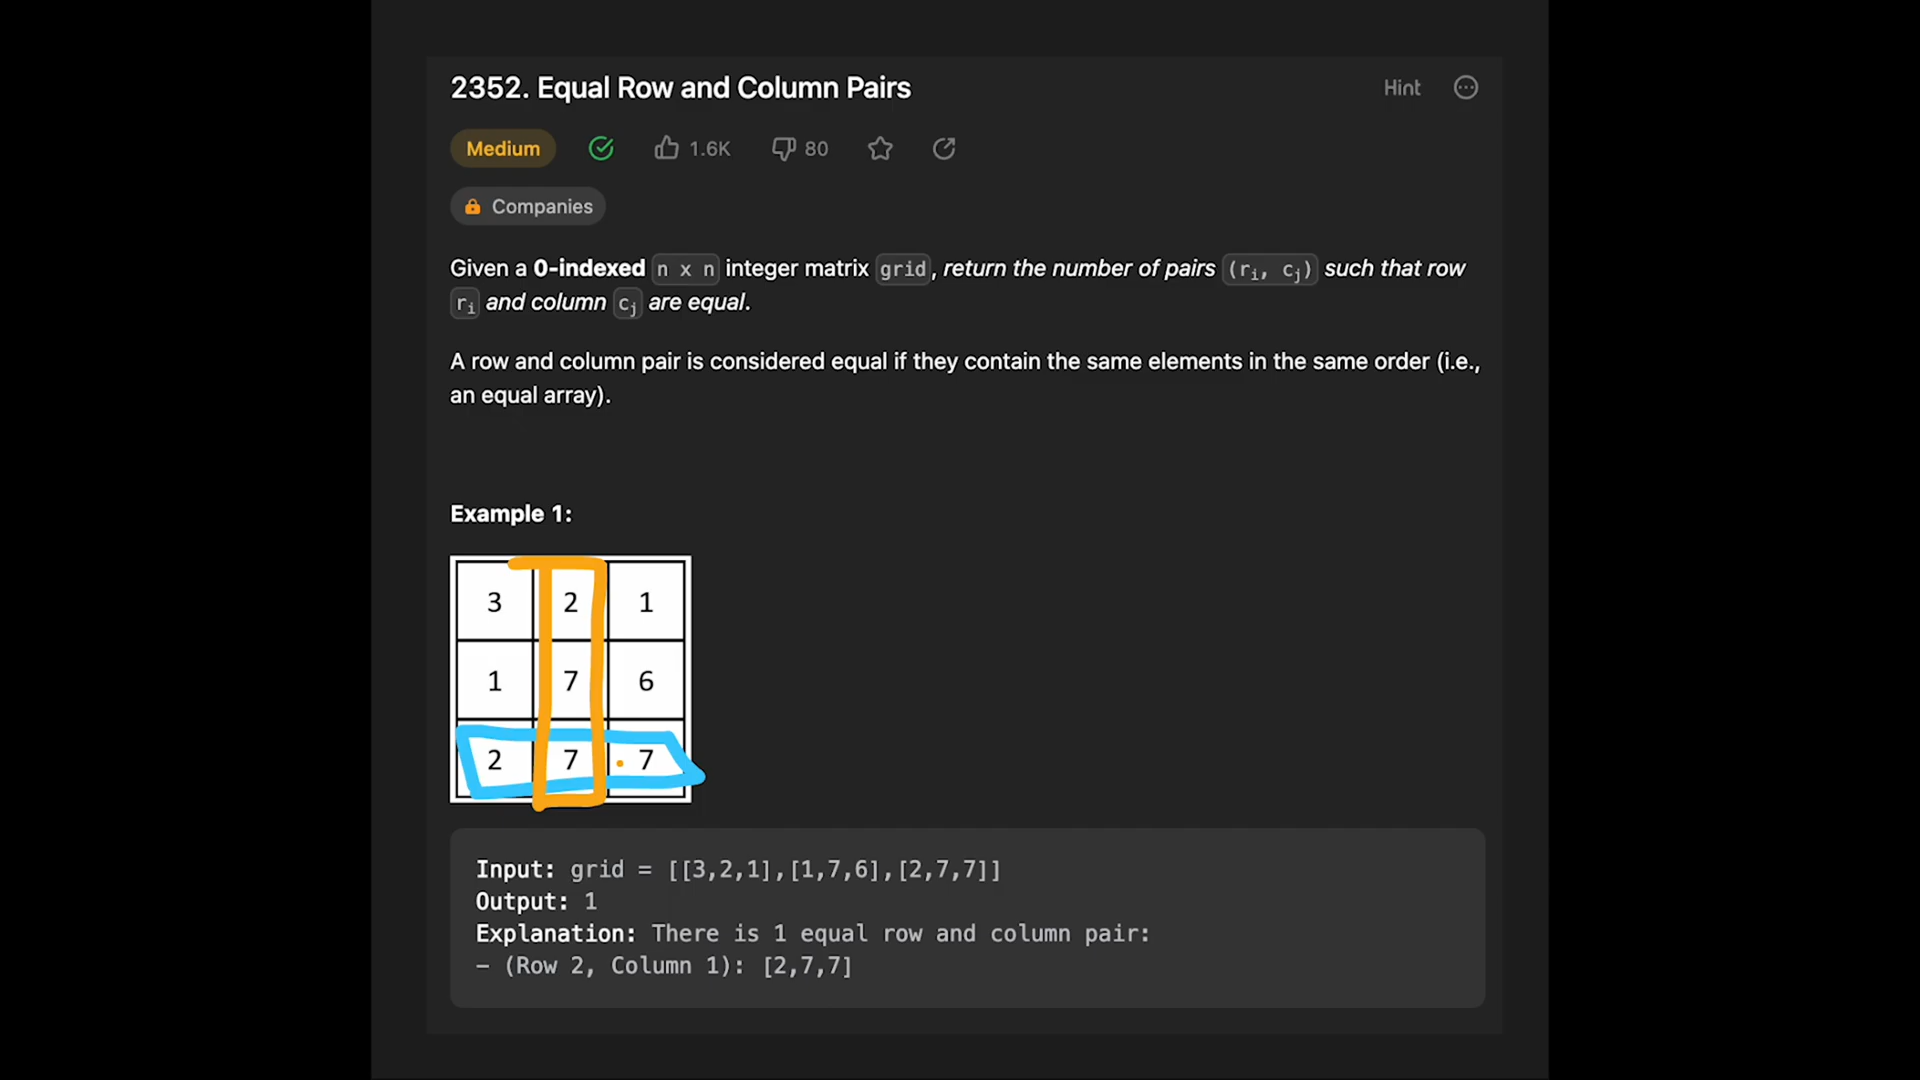 2352. Equal Row and Column Pairs
Hint
Medium
1.6K
80
Companies
Given a 0-indexed n x n integer matrix grid, return the number of pairs (ri, cj) such that row
ri and column cj are equal.
A row and column pair is considered equal if they contain the same elements in the same order (i.e.,
an equal array).
Example 1:
3 2 1
1 7 6
2 7 7
Input: grid = [[3,2,1],[1,7,6],[2,7,7]]
Output: 1
Explanation: There is 1 equal row and column pair:
- (Row 2, Column 1): [2,7,7]